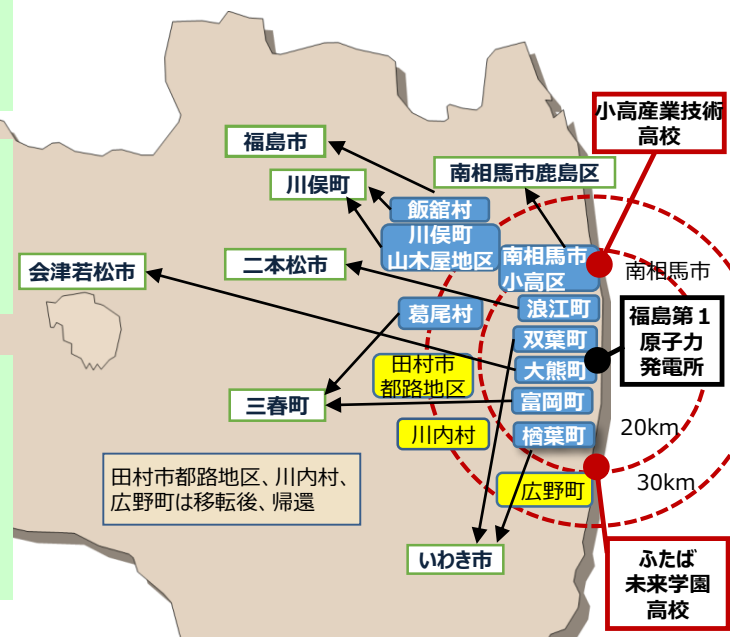 小高産業技術
高校
福島市
南相馬市鹿島区
川俣町
飯舘村
川俣町
山木屋地区
南相馬市
小高区
南相馬市
会津若松市
二本松市
浪江町
葛尾村
福島第１
原子力
発電所
双葉町
田村市
都路地区
大熊町
三春町
富岡町
川内村
楢葉町
20km
田村市都路地区、川内村、
広野町は移転後、帰還
広野町
30km
いわき市
ふたば
未来学園
高校